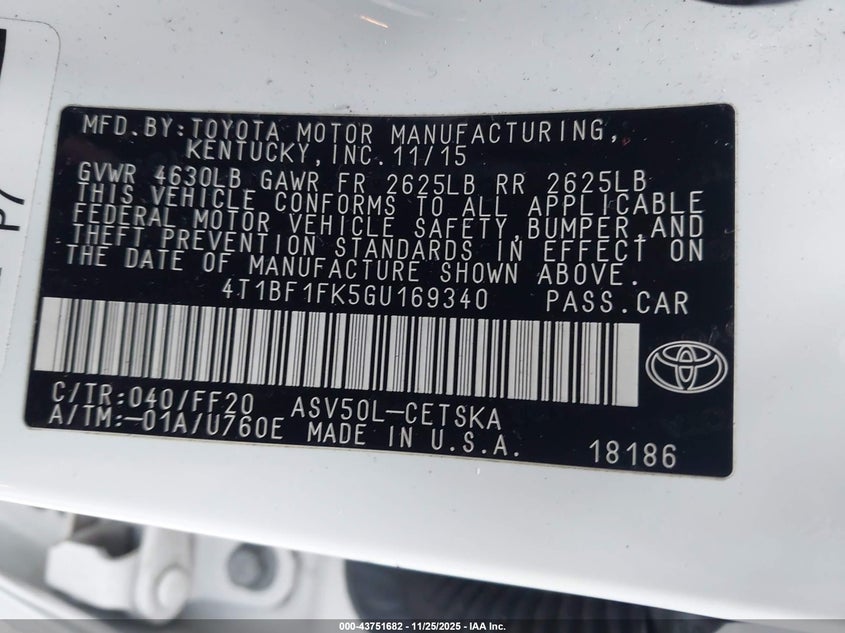 MFD.BY:TOYOTA MOTOR MANUFACTURING,
KENTUCKY,INC.11/15
GVWR 4630LB GAWR FR 2625LB RR 2625LB
THIS VEHICLE CONFORMS TO ALL APPLICABLE
FEDERAL MOTOR VEHICLE SAFETY,BUMPER,AND
THEFT PREVENTION STANDARDS IN EFFECT ON
THE DATE OF MANUFACTURE SHOWN ABOVE.
4T1BF1FK5GU169340 PASS.CAR
C/TR:040/FF20 ASV50L-CETSKA
A/TM:-01A/U760E MADE IN U.S.A.
18186
000-43751682 - 11/25/2025 - IAA Inc.